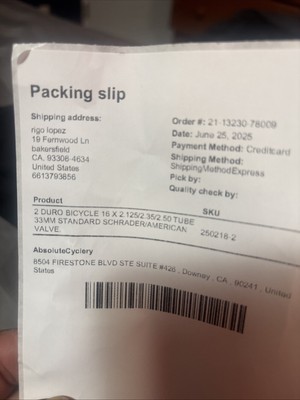 Packing slip
Shipping address:
rigo lopez
19 Fernwood Ln
bakersfield
CA, 93306-4634
United States
6613793856
Order #: 21-13230-78009
Date: June 25, 2025
Payment Method: Creditcard
Shipping Method:
ShippingMethodExpress
Pick by:
Quality check by:
Product
SKU
2 DURO BICYCLE 16 X 2.125/2.35/2.50 TUBE
33MM STANDARD SCHRADER/AMERICAN
VALVE.
250218-2
AbsoluteCyclery
8504 FIRESTONE BLVD STE SUITE #426 , Downey , CA , 90241 , United
States